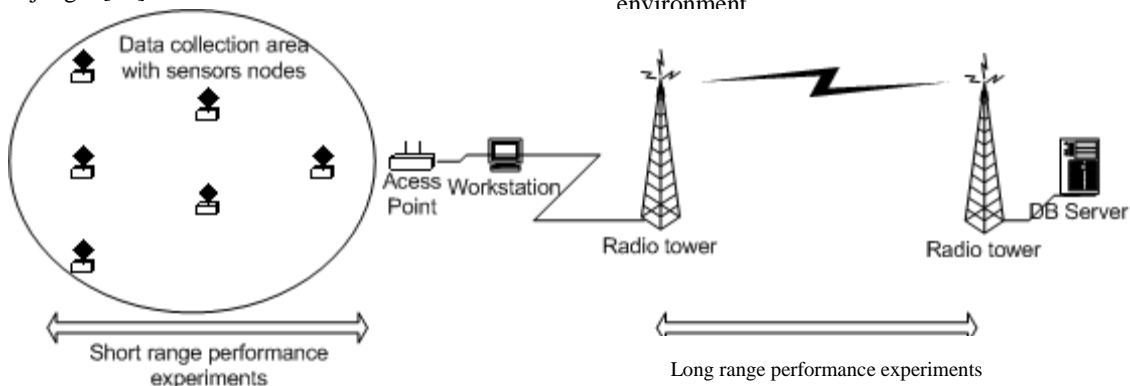 environment
Data collection area
with sensors nodes
Acess
Point
Workstation
Radio tower
Radio tower
DB Server
Short range performance
experiments
Long range performance experiments